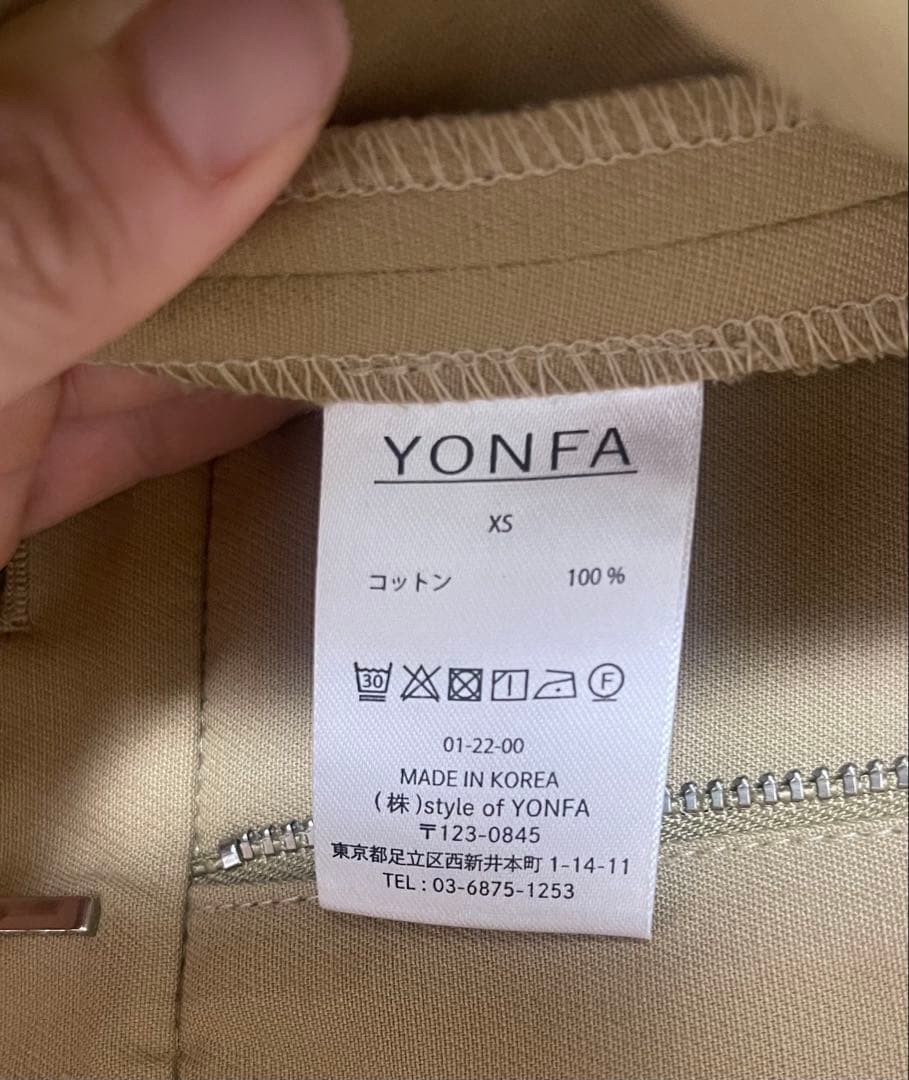 YONFA
XS
コットン 100 %
30 F
01-22-00
MADE IN KOREA
(株)style of YONFA
〒123-0845
東京都足立区西新井本町 1-14-11
TEL : 03-6875-1253